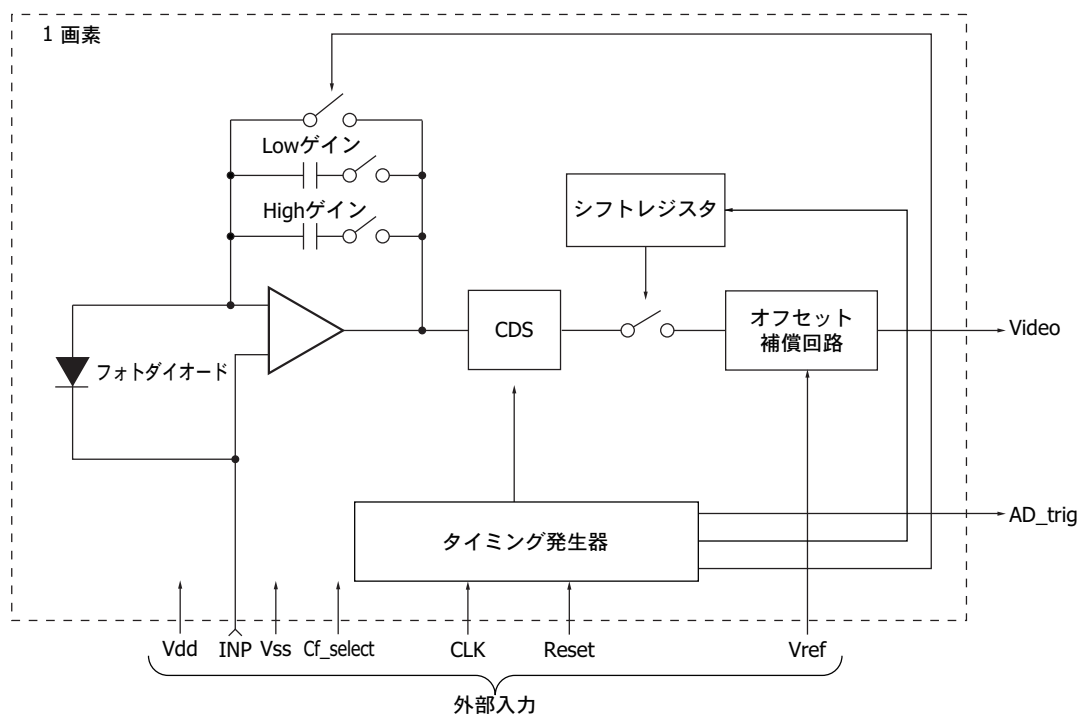 1 画素
Lowゲイン
Highゲイン
シフトレジスタ
CDS
オフセット
補償回路
Video
フォトダイオード
タイミング発生器
AD_trig
Vdd
INP
Vss
Cf_select
CLK
Reset
Vref
外部入力